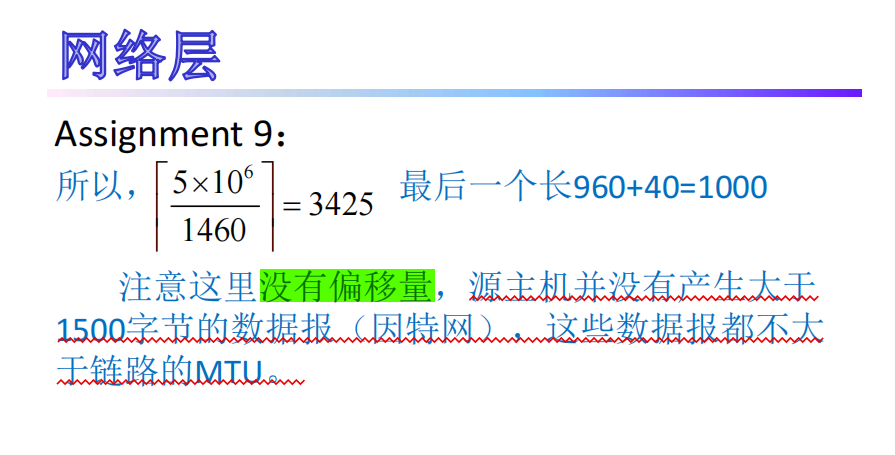 网络层
Assignment 9：
所以，⌈5×10⁶/1460⌉ = 3425 最后一个长960+40=1000
注意这里没有偏移量，源主机并没有产生大于
1500字节的数据报（因特网），这些数据报都不大
于链路的MTU。